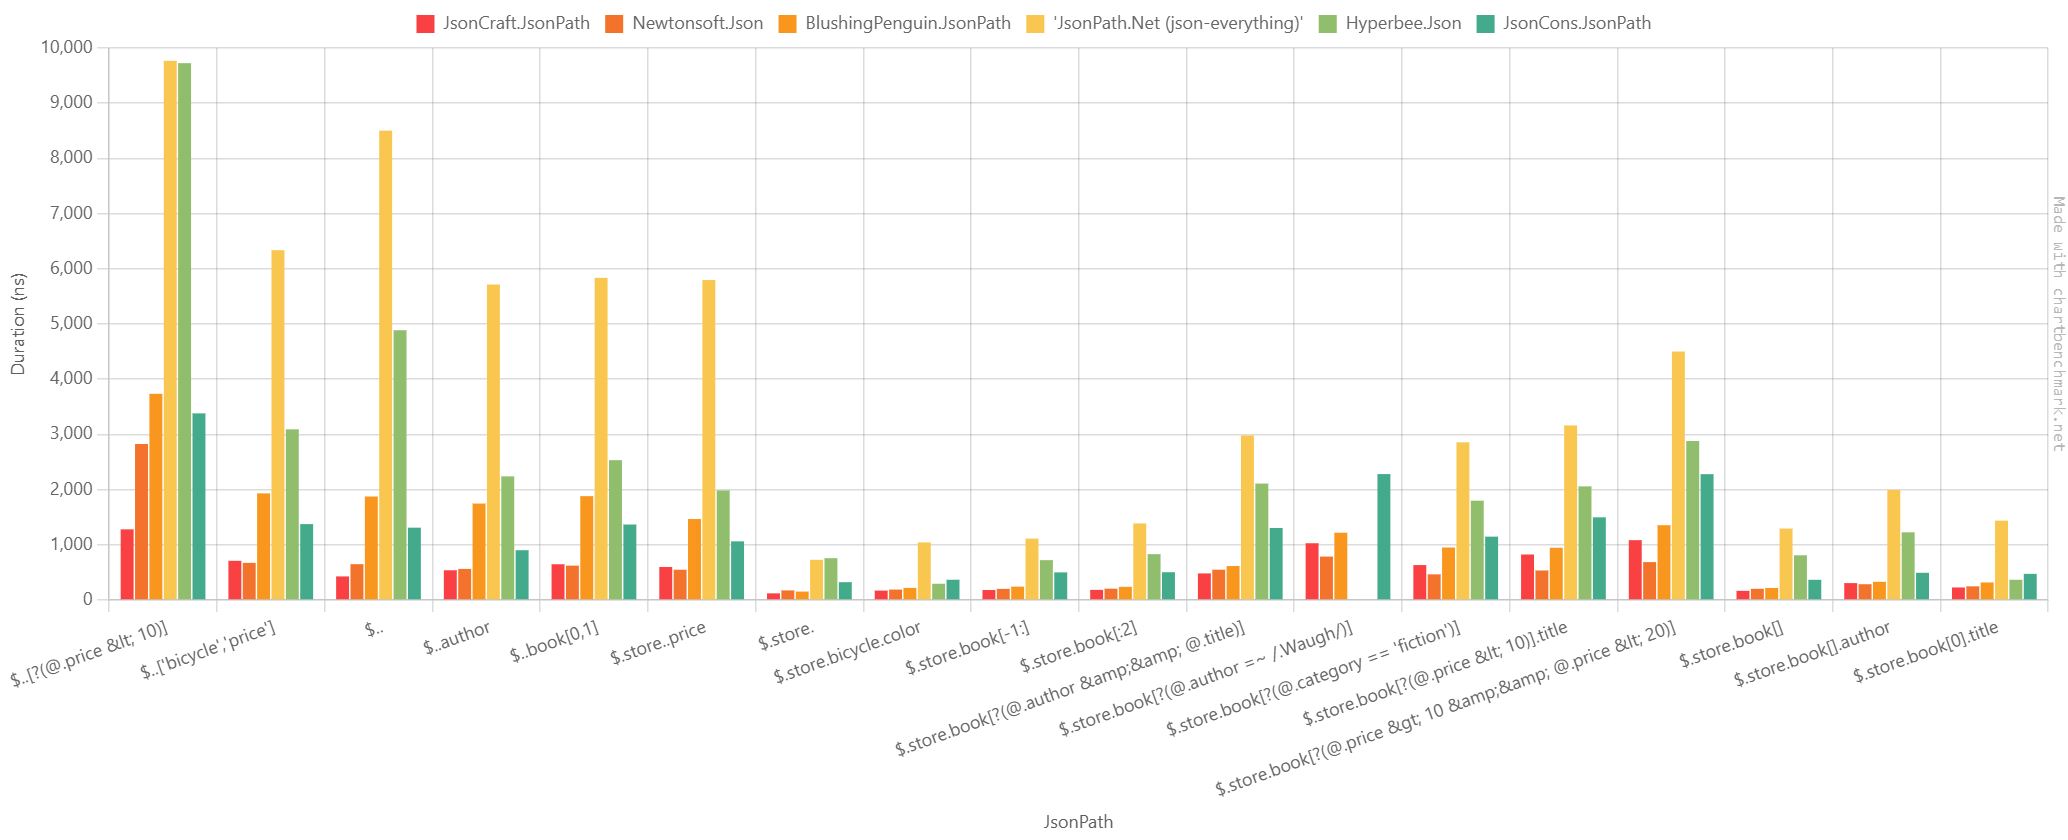 JsonCraft.JsonPath
Newtonsoft.Json
BlushingPenguin.JsonPath
'JsonPath.Net (json-everything)'
Hyperbee.Json
JsonCons.JsonPath
10,000
9,000
8,000
7,000
6,000
5,000
4,000
3,000
2,000
1,000
0
Duration (ns)
$..[?(@.price &lt; 10)]
$..['bicycle','price']
$..
$..author
$..book[0,1]
$.store..price
$.store.
$.store.bicycle.color
$.store.book[-1:]
$.store.book[:2]
$.store.book[?(@.author &amp;&amp; @.title)]
$.store.book[?(@.author =~ /.Waugh/)]
$.store.book[?(@.category == 'fiction')]
$.store.book[?(@.price &lt; 10)].title
$.store.book[?(@.price &gt; 10 &amp;&amp; @.price &lt; 20)]
$.store.book[]
$.store.book[].author
$.store.book[0].title
JsonPath
Made with chartbenchmark.net